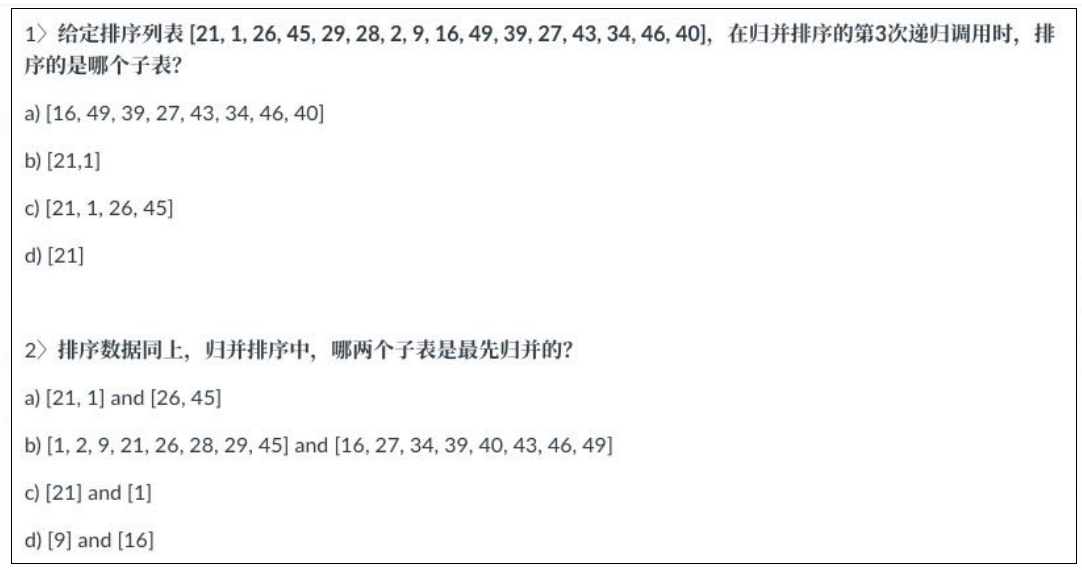 1〉给定排序列表 [21, 1, 26, 45, 29, 28, 2, 9, 16, 49, 39, 27, 43, 34, 46, 40]，在归并排序的第3次递归调用时，排
序的是哪个子表？
a) [16, 49, 39, 27, 43, 34, 46, 40]
b) [21,1]
c) [21, 1, 26, 45]
d) [21]
2〉排序数据同上，归并排序中，哪两个子表是最先归并的？
a) [21, 1] and [26, 45]
b) [1, 2, 9, 21, 26, 28, 29, 45] and [16, 27, 34, 39, 40, 43, 46, 49]
c) [21] and [1]
d) [9] and [16]